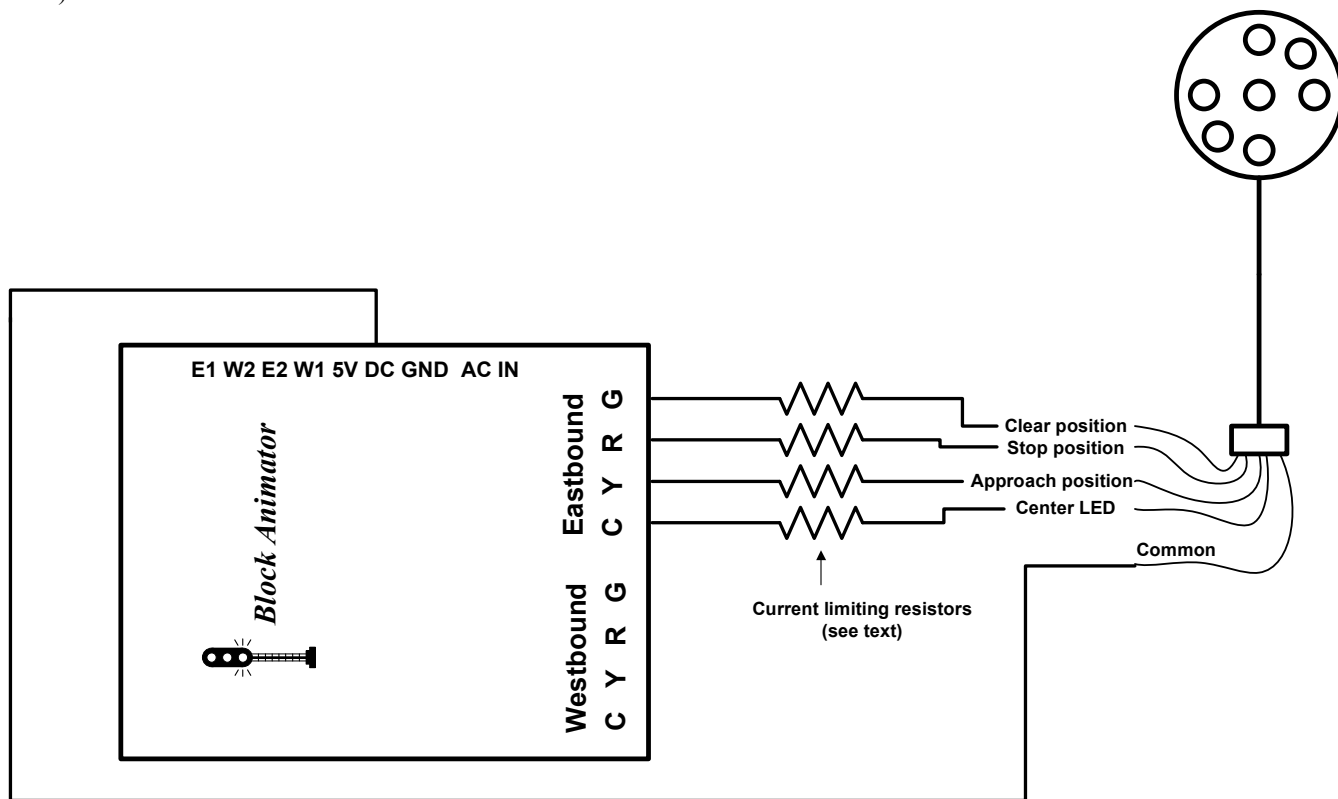 E1 W2 E2 W1 5V DC GND AC IN
Block Animator
Eastbound
G
R
Y
C
Westbound
G
R
Y
C
Clear position
Stop position
Approach position
Center LED
Common
Current limiting resistors
(see text)